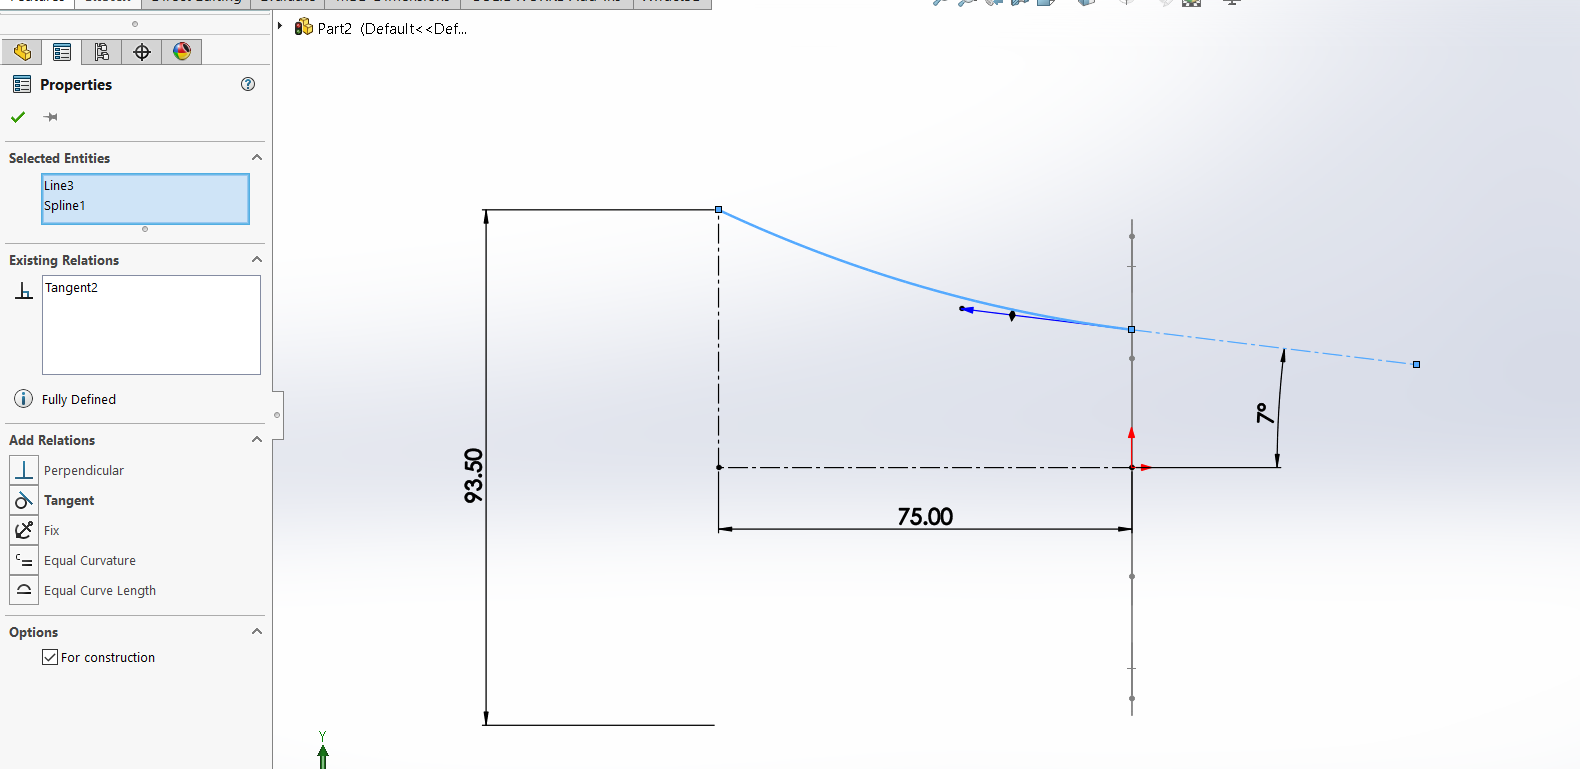 Part2 (Default<<Def...
Properties
Selected Entities
Line3
Spline1
Existing Relations
Tangent2
Fully Defined
Add Relations
Perpendicular
Tangent
Fix
Equal Curvature
Equal Curve Length
Options
For construction
93.50
75.00
7°
Y